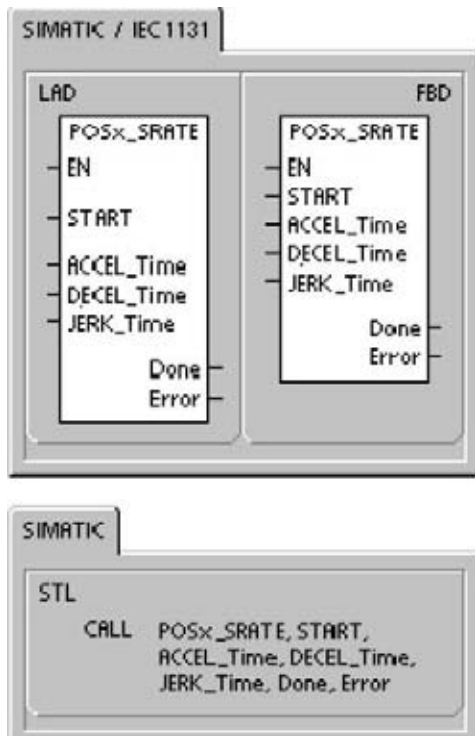 SIMATIC / IEC 1131
LAD
FBD
POSx_SRATE
EN
START
ACCEL_Time
DECEL_Time
JERK_Time
Done
Error
POSx_SRATE
EN
START
ACCEL_Time
DECEL_Time
JERK_Time
Done
Error
SIMATIC
STL
CALL POSx_SRATE, START,
ACCEL_Time, DECEL_Time,
JERK_Time, Done, Error